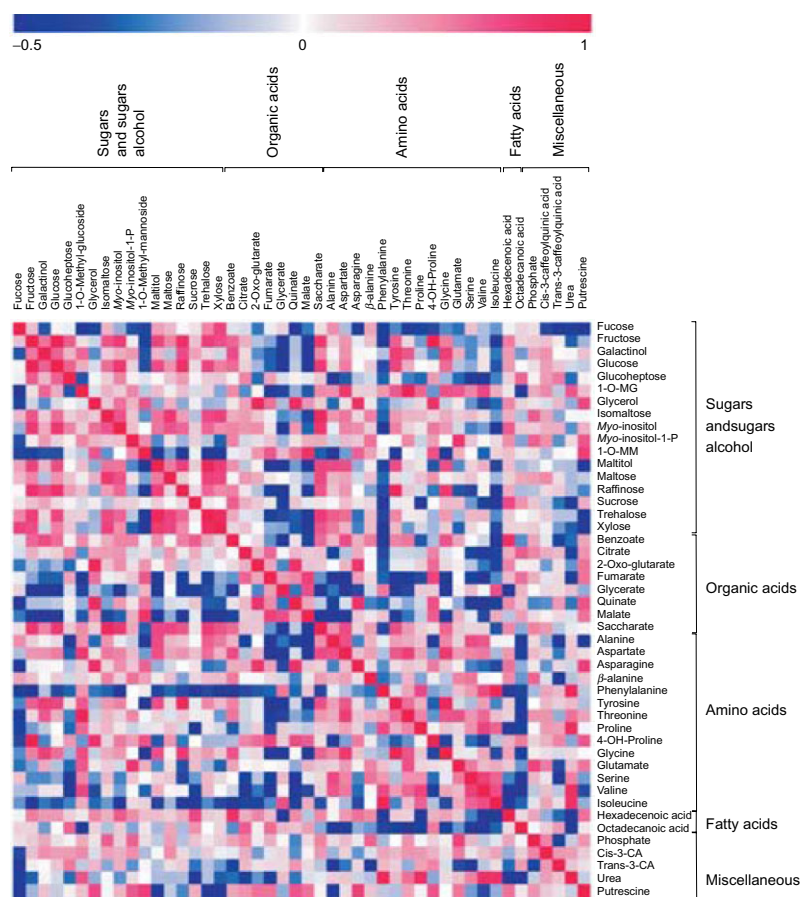 −0.5 0 1
Sugars
and sugars
alcohol
Organic acids
Amino acids
Fatty acids
Miscellaneous
Fucose
Fructose
Galactinol
Glucose
Glucoheptose
1-O-Methyl-glucoside
Glycerol
Isomaltose
Myo-inositol
Myo-inositol-1-P
1-O-Methyl-mannoside
Maltitol
Maltose
Raffinose
Sucrose
Trehalose
Xylose
Benzoate
Citrate
2-Oxo-glutarate
Fumarate
Glycerate
Quinate
Malate
Saccharate
Alanine
Aspartate
Asparagine
β-alanine
Phenylalanine
Tyrosine
Threonine
Proline
4-OH-Proline
Glycine
Glutamate
Serine
Valine
Isoleucine
Hexadecenoic acid
Octadecanoic acid
Phosphate
Cis-3-caffeoylquinic acid
Trans-3-caffeoylquinic acid
Urea
Putrescine
Fucose
Fructose
Galactinol
Glucose
Glucoheptose
1-O-MG
Glycerol
Isomaltose
Myo-inositol
Myo-inositol-1-P
1-O-MM
Maltitol
Maltose
Raffinose
Sucrose
Trehalose
Xylose
Benzoate
Citrate
2-Oxo-glutarate
Fumarate
Glycerate
Quinate
Malate
Saccharate
Alanine
Aspartate
Asparagine
β-alanine
Phenylalanine
Tyrosine
Threonine
Proline
4-OH-Proline
Glycine
Glutamate
Serine
Valine
Isoleucine
Hexadecenoic acid
Octadecanoic acid
Phosphate
Cis-3-CA
Trans-3-CA
Urea
Putrescine
Sugars
andsugars
alcohol
Organic acids
Amino acids
Fatty acids
Miscellaneous